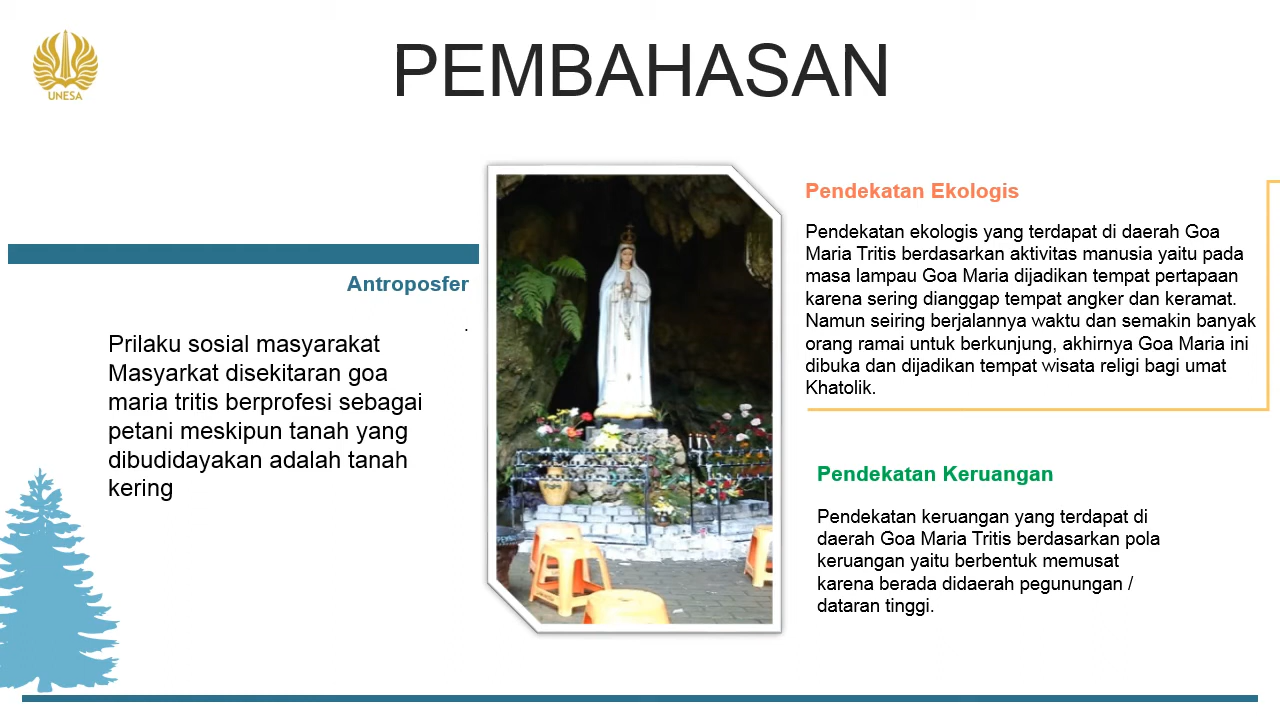 UNESA
PEMBAHASAN
Antroposfer
.
Prilaku sosial masyarakat
Masyarkat disekitaran goa
maria tritis berprofesi sebagai
petani meskipun tanah yang
dibudidayakan adalah tanah
kering
Pendekatan Ekologis
Pendekatan ekologis yang terdapat di daerah Goa
Maria Tritis berdasarkan aktivitas manusia yaitu pada
masa lampau Goa Maria dijadikan tempat pertapaan
karena sering dianggap tempat angker dan keramat.
Namun seiring berjalannya waktu dan semakin banyak
orang ramai untuk berkunjung, akhirnya Goa Maria ini
dibuka dan dijadikan tempat wisata religi bagi umat
Khatolik.
Pendekatan Keruangan
Pendekatan keruangan yang terdapat di
daerah Goa Maria Tritis berdasarkan pola
keruangan yaitu berbentuk memusat
karena berada didaerah pegunungan /
dataran tinggi.